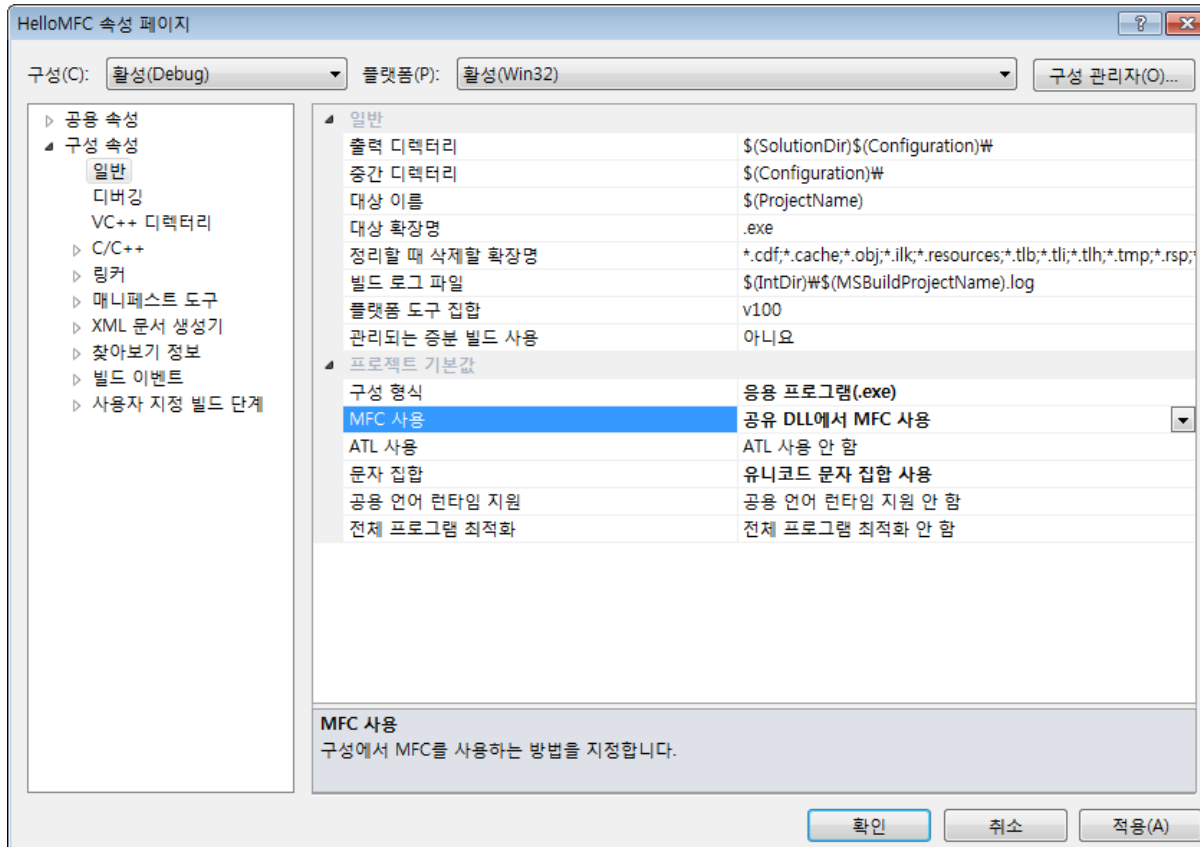 HelloMFC 속성 페이지
구성(C): 활성(Debug) 플랫폼(P): 활성(Win32) 구성 관리자(O)...
공용 속성
구성 속성
일반
디버깅
VC++ 디렉터리
C/C++
링커
매니페스트 도구
XML 문서 생성기
찾아보기 정보
빌드 이벤트
사용자 지정 빌드 단계
일반
출력 디렉터리 $(SolutionDir)$(Configuration)₩
중간 디렉터리 $(Configuration)₩
대상 이름 $(ProjectName)
대상 확장명 .exe
정리할 때 삭제할 확장명 *.cdf;*.cache;*.obj;*.ilk;*.resources;*.tlb;*.tli;*.tlh;*.tmp;*.rsp;
빌드 로그 파일 $(IntDir)₩$(MSBuildProjectName).log
플랫폼 도구 집합 v100
관리되는 증분 빌드 사용 아니요
프로젝트 기본값
구성 형식 응용 프로그램(.exe)
MFC 사용 공유 DLL에서 MFC 사용
ATL 사용 ATL 사용 안 함
문자 집합 유니코드 문자 집합 사용
공용 언어 런타임 지원 공용 언어 런타임 지원 안 함
전체 프로그램 최적화 전체 프로그램 최적화 안 함
MFC 사용
구성에서 MFC를 사용하는 방법을 지정합니다.
확인 취소 적용(A)